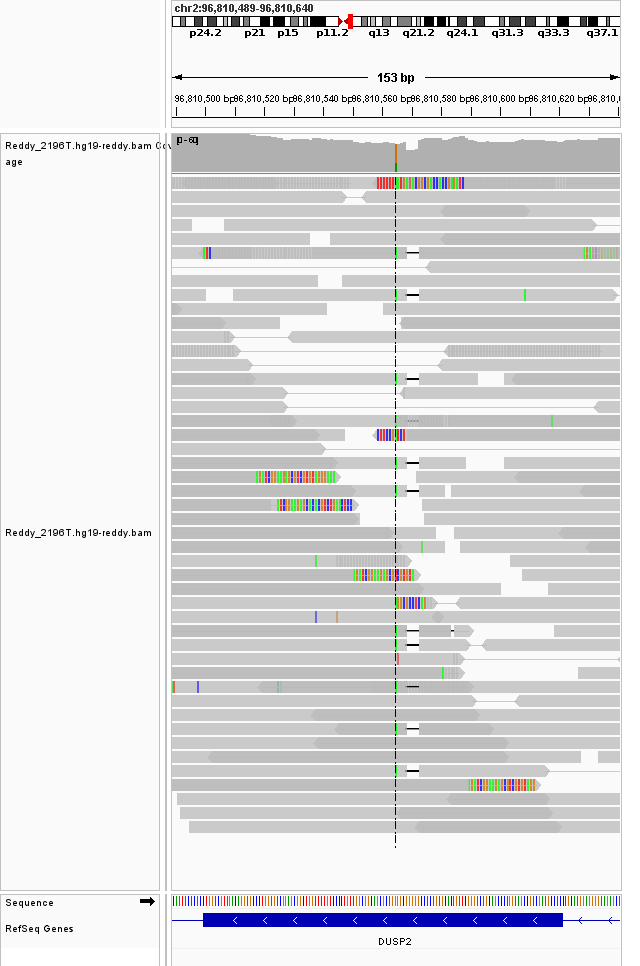 chr2:96,810,489-96,810,640
p24.2 p21 p15 p11.2 q13 q21.2 q24.1 q31.3 q33.3 q37.1
153 bp
96,810,500 bp 96,810,520 bp 96,810,540 bp 96,810,560 bp 96,810,580 bp 96,810,600 bp 96,810,620 bp
Reddy_2196T.hg19-reddy.bam Cov
age
[0-60]
Reddy_2196T.hg19-reddy.bam
Sequence
RefSeq Genes
DUSP2